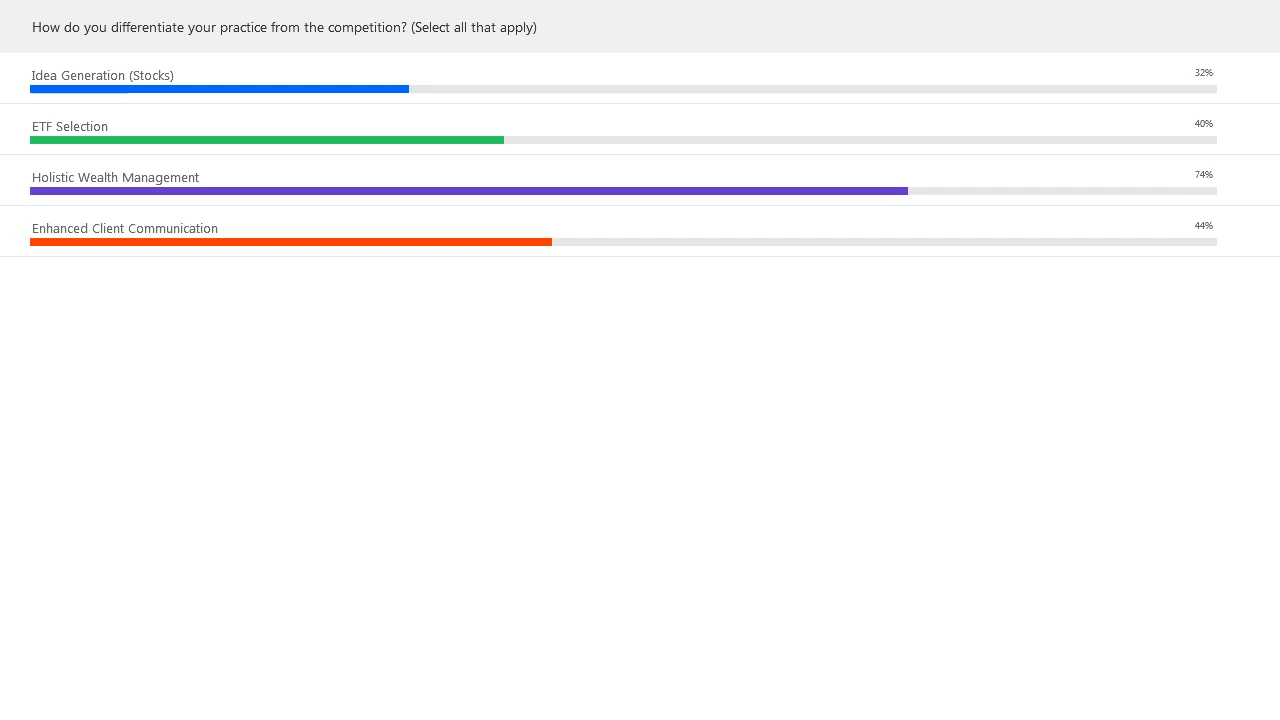 How do you differentiate your practice from the competition? (Select all that apply)
Idea Generation (Stocks)
32%
ETF Selection
40%
Holistic Wealth Management
74%
Enhanced Client Communication
44%